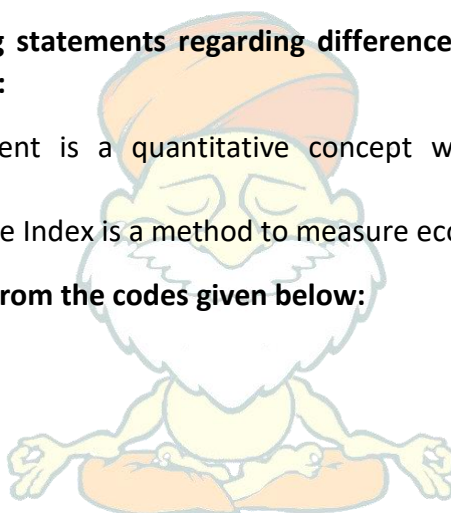 statements regarding difference
:
ent is a quantitative concept w
e Index is a method to measure eco
rom the codes given below: